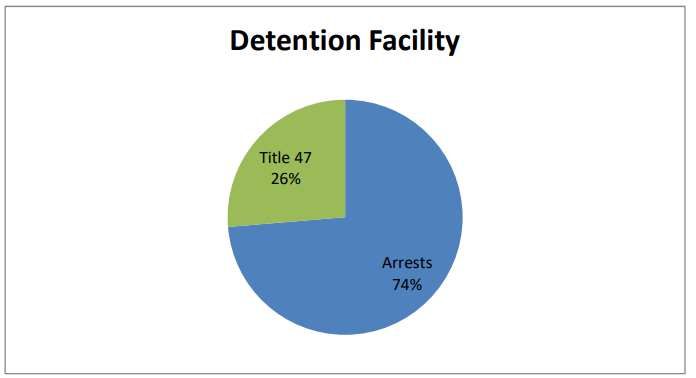 Detention Facility
Title 47
26%
Arrests
74%